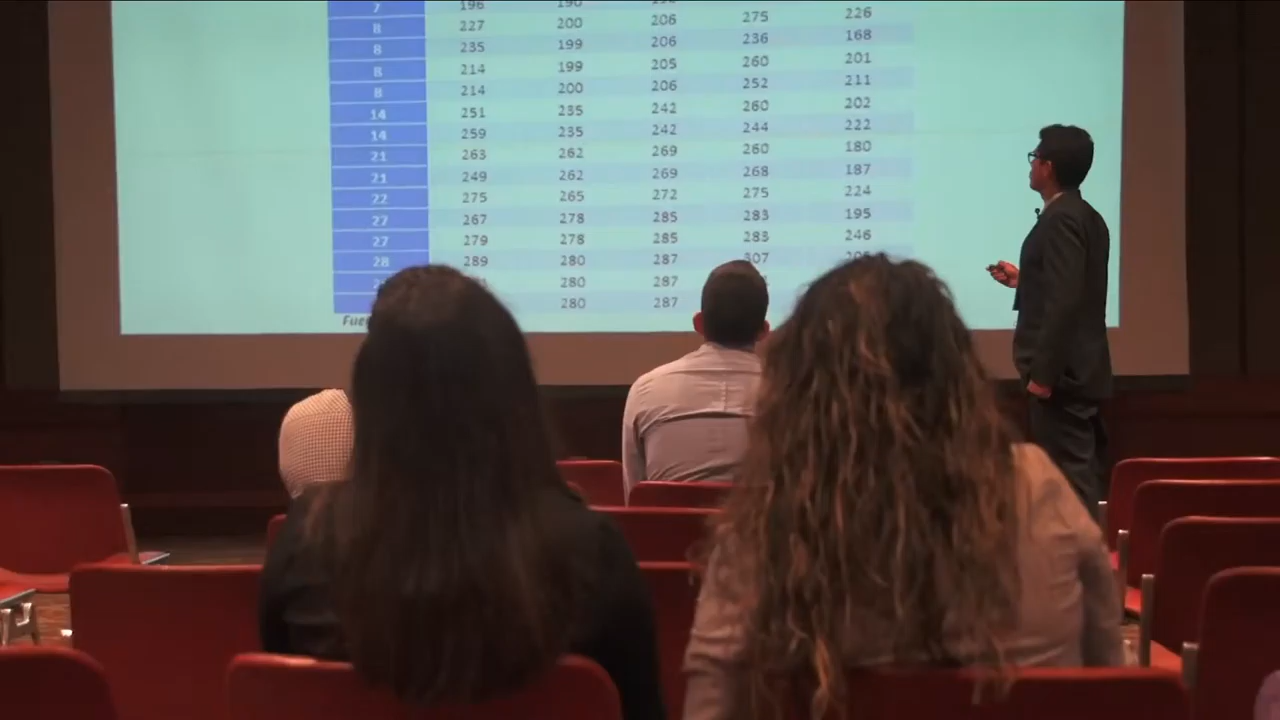 7 196 190 226
8 227 200 206 275 168
8 235 199 206 236 201
8 214 199 205 260 211
8 214 200 206 252 202
14 251 235 242 260 222
14 259 235 242 244 180
21 263 262 269 260 187
21 249 262 269 268 224
22 275 265 272 275 195
27 267 278 285 283 246
27 279 278 285 283
28 289 280 287 307
280 287
280 287